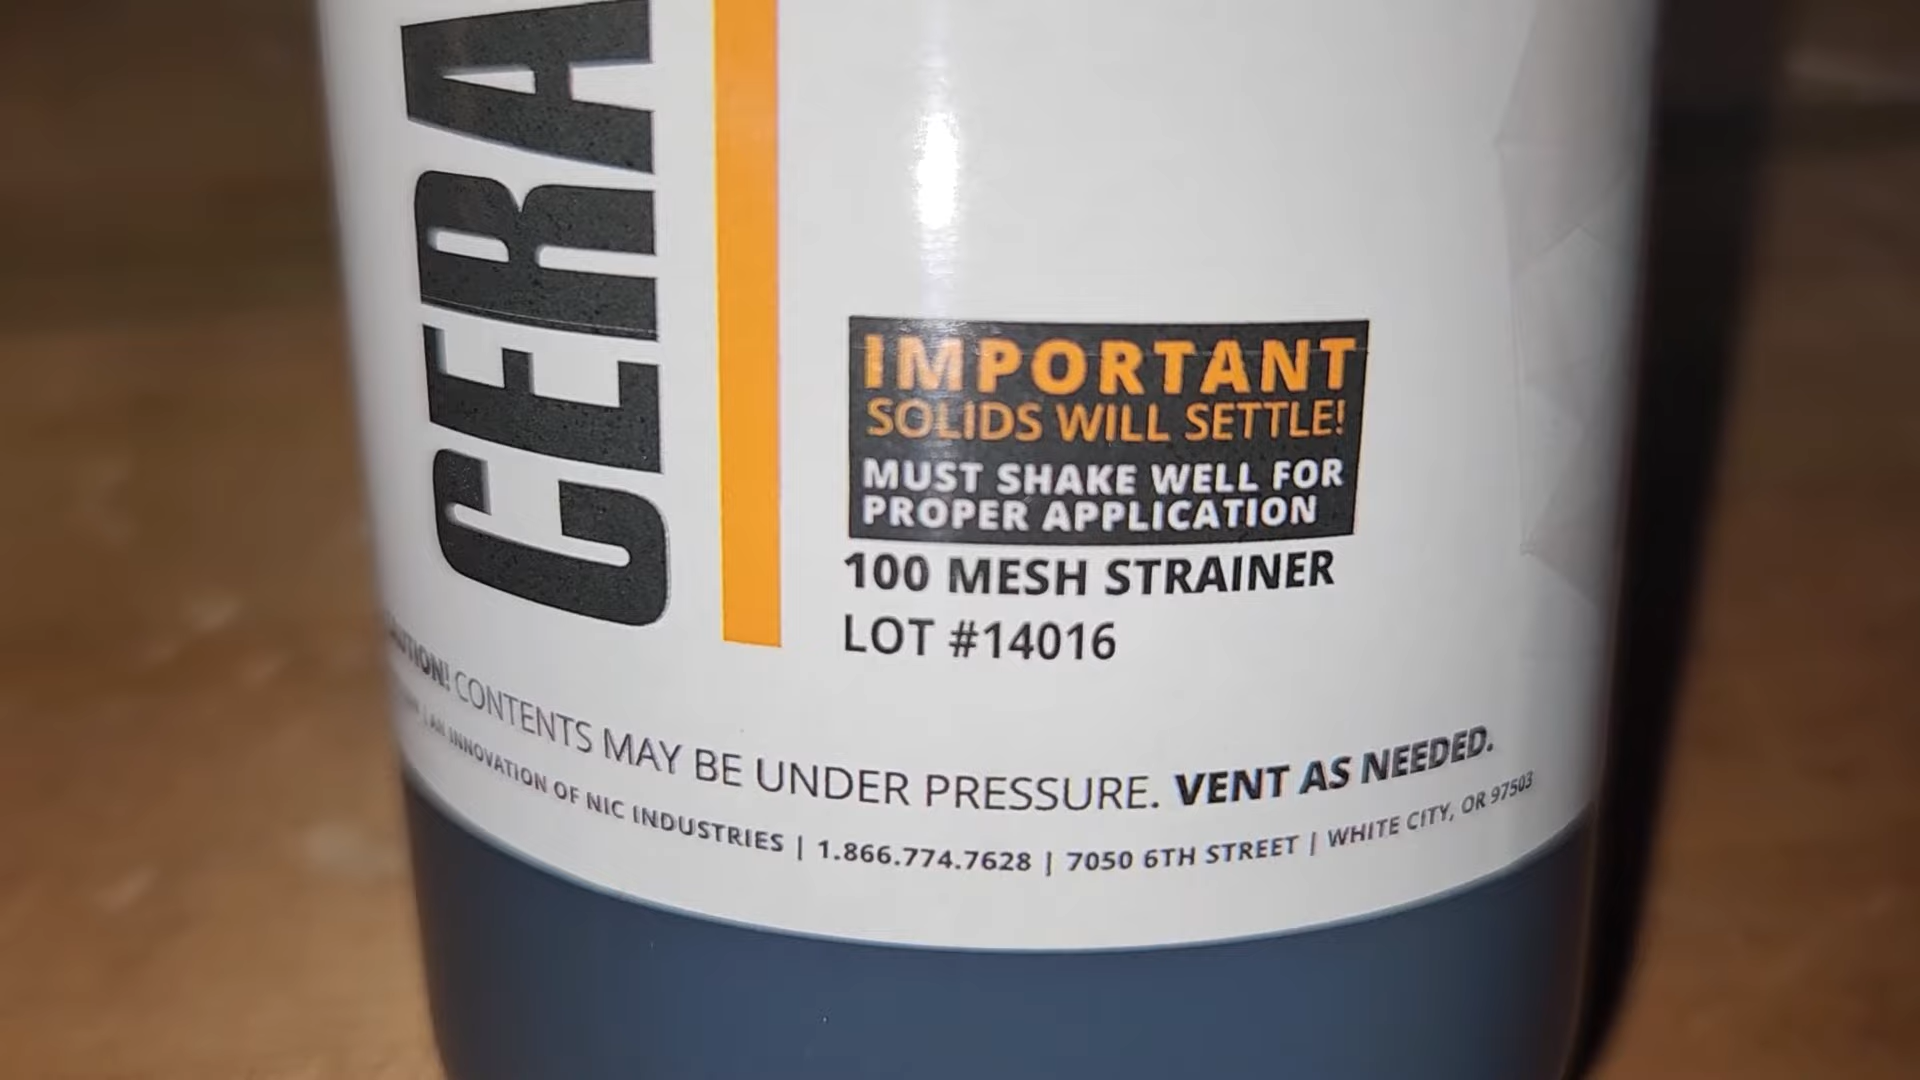 CERA
IMPORTANT
SOLIDS WILL SETTLE!
MUST SHAKE WELL FOR
PROPER APPLICATION
100 MESH STRAINER
LOT #14016
CAUTION! CONTENTS MAY BE UNDER PRESSURE. VENT AS NEEDED.
| AN INNOVATION OF NIC INDUSTRIES | 1.866.774.7628 | 7050 6TH STREET | WHITE CITY, OR 97503